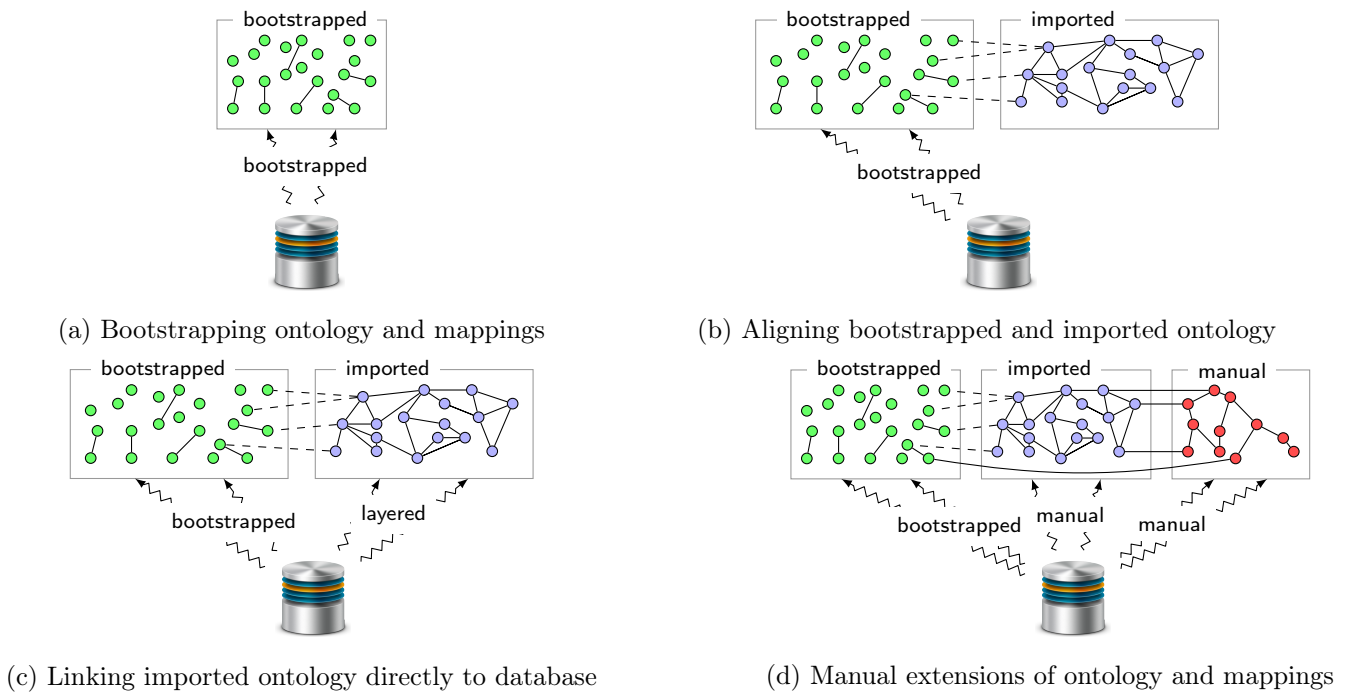 bootstrapped
bootstrapped
(a) Bootstrapping ontology and mappings
bootstrapped
imported
bootstrapped
(b) Aligning bootstrapped and imported ontology
bootstrapped
imported
bootstrapped
layered
(c) Linking imported ontology directly to database
bootstrapped
imported
manual
bootstrapped
manual
manual
(d) Manual extensions of ontology and mappings